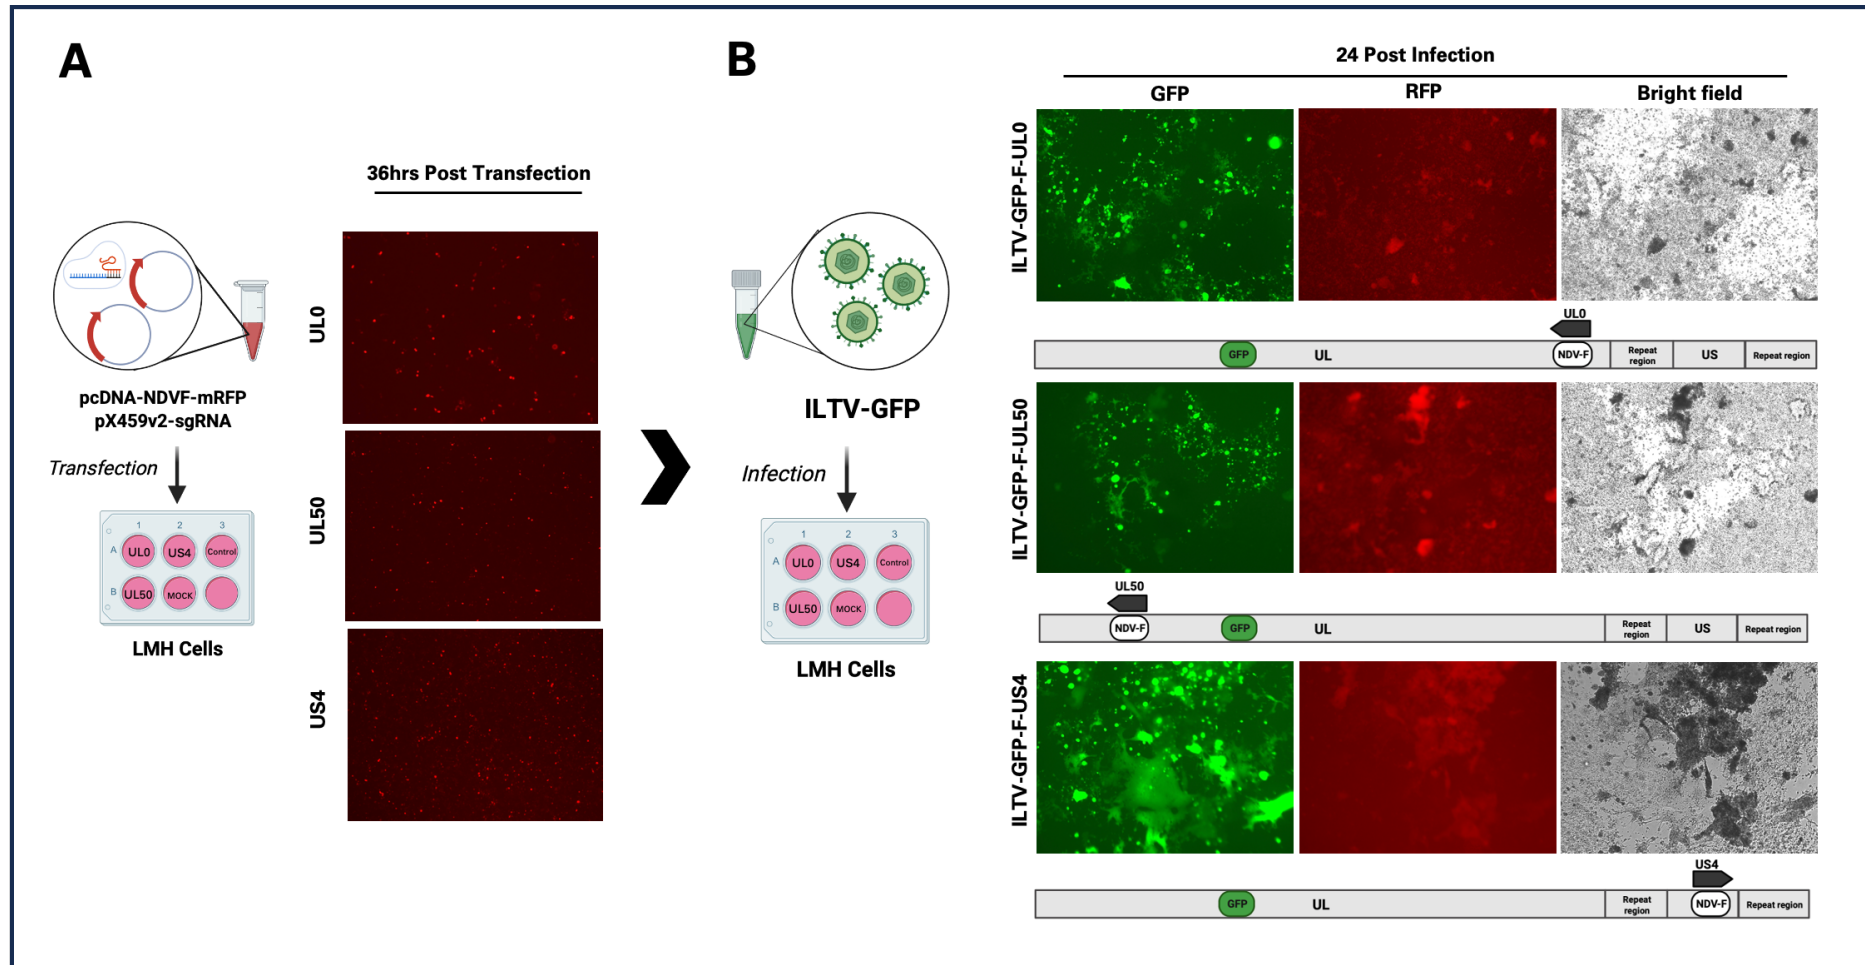 A
36hrs Post Transfection
UL0
UL50
US4
pcDNA-NDVF-mRFP
pX459v2-sgRNA
Transfection
1 2 3
A UL0 US4 Control
B UL50 MOCK
LMH Cells
B
ILTV-GFP
Infection
1 2 3
A UL0 US4 Control
B UL50 MOCK
LMH Cells
24 Post Infection
GFP RFP Bright field
ILTV-GFP-F-UL0
UL0
GFP UL NDV-F Repeat region US Repeat region
ILTV-GFP-F-UL50
UL50
NDV-F GFP UL Repeat region US Repeat region
ILTV-GFP-F-US4
US4
GFP UL Repeat region NDV-F Repeat region